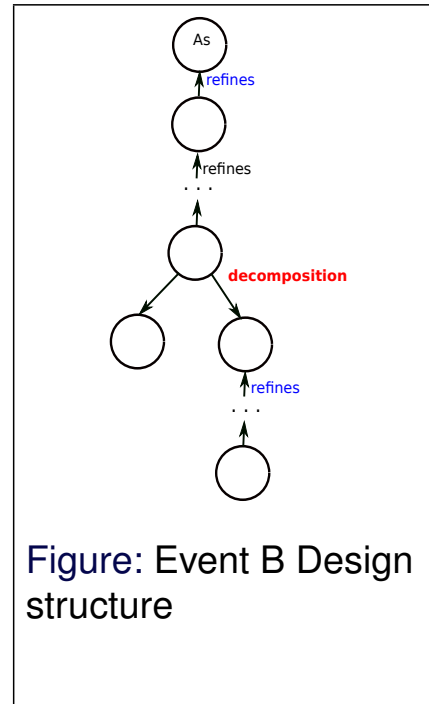 As
refines
refines
. . .
decomposition
refines
. . .
Figure: Event B Design
structure